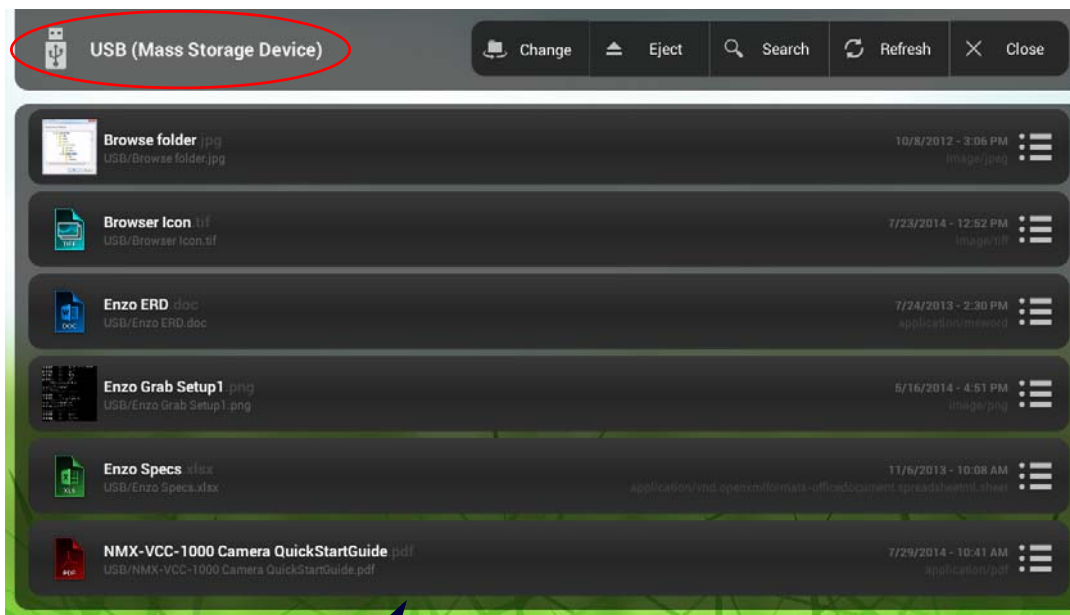 USB (Mass Storage Device)
Change
Eject
Search
Refresh
Close
Browse folder.jpg
10/8/2012 - 3:06 PM
USB/Browse folder.jpg
image/jpeg
Browser Icon.tif
7/23/2014 - 12:52 PM
TIFF
USB/Browser Icon.tif
image/tiff
Enzo ERD.doc
7/24/2013 - 2:30 PM
DOC
USB/Enzo ERD.doc
application/msword
Enzo Grab Setup1.png
5/16/2014 - 4:51 PM
USB/Enzo Grab Setup1.png
image/png
Enzo Specs.xlsx
11/6/2013 - 10:08 AM
XLS
USB/Enzo Specs.xlsx
application/vnd.openxmlformats-officedocument.spreadsheetml.sheet
NMX-VCC-1000 Camera QuickStartGuide.pdf
7/29/2014 - 10:41 AM
PDF
USB/NMX-VCC-1000 Camera QuickStartGuide.pdf
application/pdf